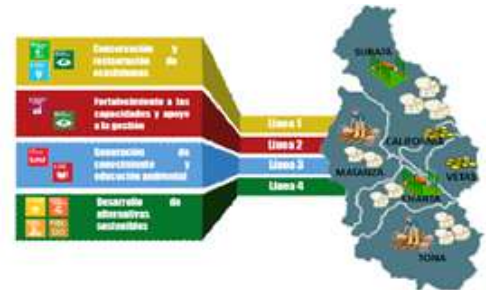 Conservación y
restauración de
ecosistemas
Línea 1
Fortalecimiento a las
capacidades y apoyo
a la gestión
Línea 2
Generación de
conocimiento y
educación ambiental
Línea 3
Desarrollo de
alternativas
sostenibles
Línea 4
SURATÁ
CALIFORNIA
MATANZA
VETAS
CHARTA
TONA